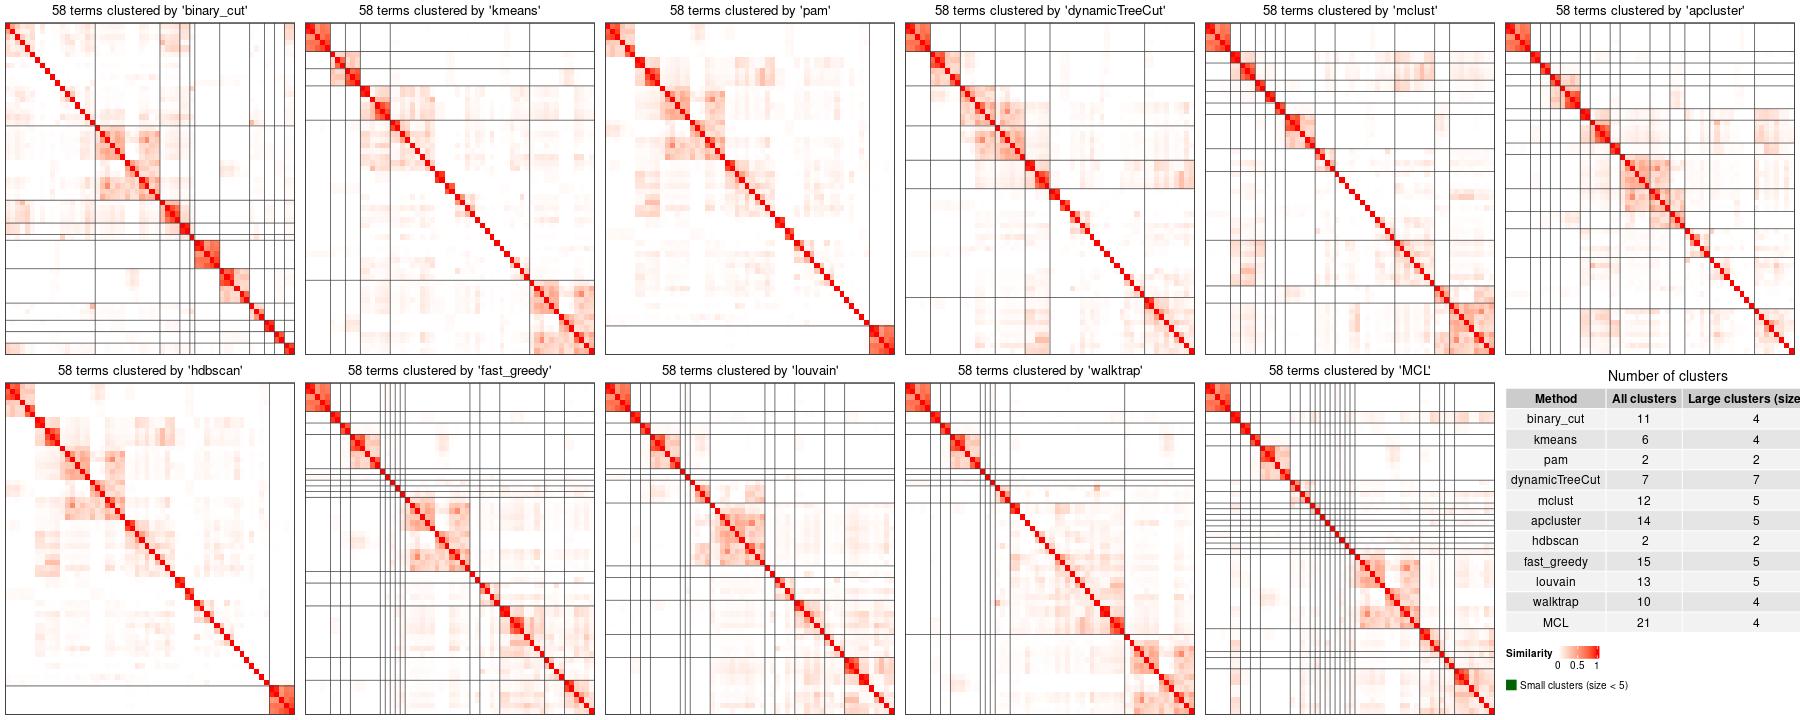 58 terms clustered by 'binary_cut'
58 terms clustered by 'kmeans'
58 terms clustered by 'pam'
58 terms clustered by 'dynamicTreeCut'
58 terms clustered by 'mclust'
58 terms clustered by 'apcluster'
58 terms clustered by 'hdbscan'
58 terms clustered by 'fast_greedy'
58 terms clustered by 'louvain'
58 terms clustered by 'walktrap'
58 terms clustered by 'MCL'
Number of clusters
Method All clusters Large clusters (size
binary_cut 11 4
kmeans 6 4
pam 2 2
dynamicTreeCut 7 7
mclust 12 5
apcluster 14 5
hdbscan 2 2
fast_greedy 15 5
louvain 13 5
walktrap 10 4
MCL 21 4
Similarity
0 0.5 1
Small clusters (size < 5)